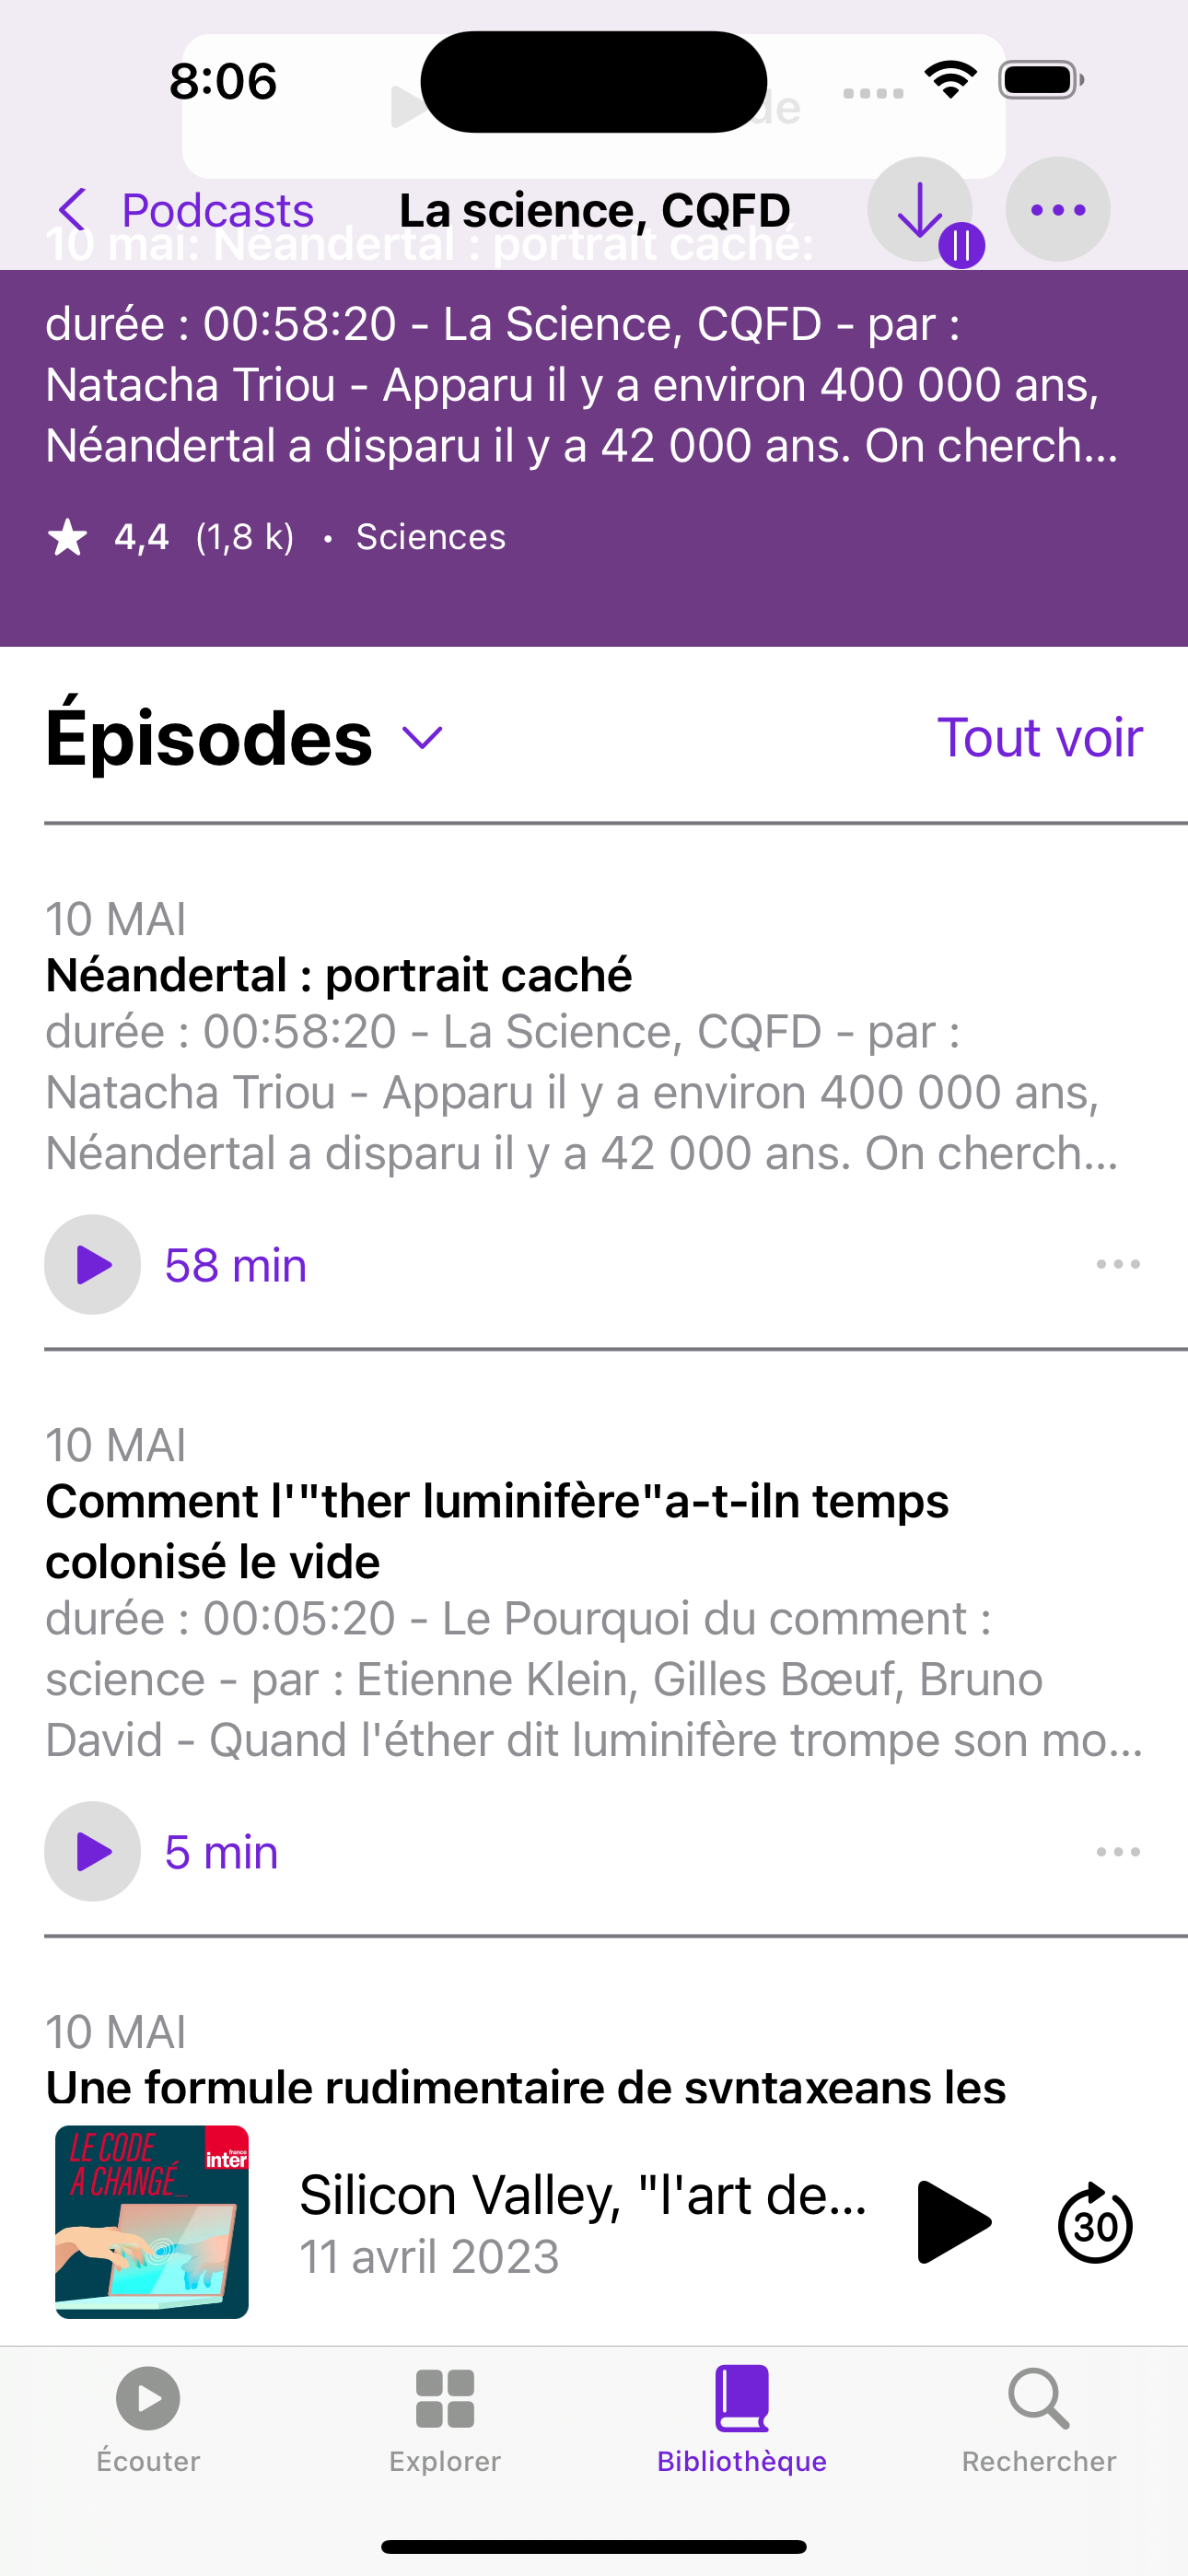 8:06
de
Podcasts
La science, CQFD
10 mai: Néandertal : portrait caché:
durée : 00:58:20 - La Science, CQFD - par :
Natacha Triou - Apparu il y a environ 400 000 ans,
Néandertal a disparu il y a 42 000 ans. On cherch...
4,4 (1,8 k) • Sciences
Épisodes
Tout voir
10 MAI
Néandertal : portrait caché
durée : 00:58:20 - La Science, CQFD - par :
Natacha Triou - Apparu il y a environ 400 000 ans,
Néandertal a disparu il y a 42 000 ans. On cherch...
58 min
10 MAI
Comment l'"ther luminifère"a-t-iln temps
colonisé le vide
durée : 00:05:20 - Le Pourquoi du comment :
science - par : Etienne Klein, Gilles Bœuf, Bruno
David - Quand l'éther dit luminifère trompe son mo...
5 min
10 MAI
Une formule rudimentaire de syntaxeans les
LE CODE
A CHANGÉ_
france
inter
Silicon Valley, "l'art de...
11 avril 2023
30
Écouter
Explorer
Bibliothèque
Rechercher